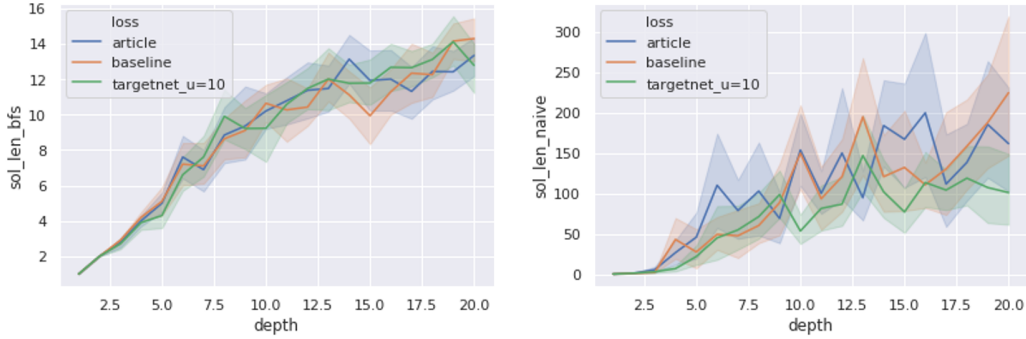 loss
article
baseline
targetnet_u=10
sol_len_bfs
16
14
12
10
8
6
4
2
2.5 5.0 7.5 10.0 12.5 15.0 17.5 20.0
depth
loss
article
baseline
targetnet_u=10
sol_len_naive
300
250
200
150
100
50
0
2.5 5.0 7.5 10.0 12.5 15.0 17.5 20.0
depth